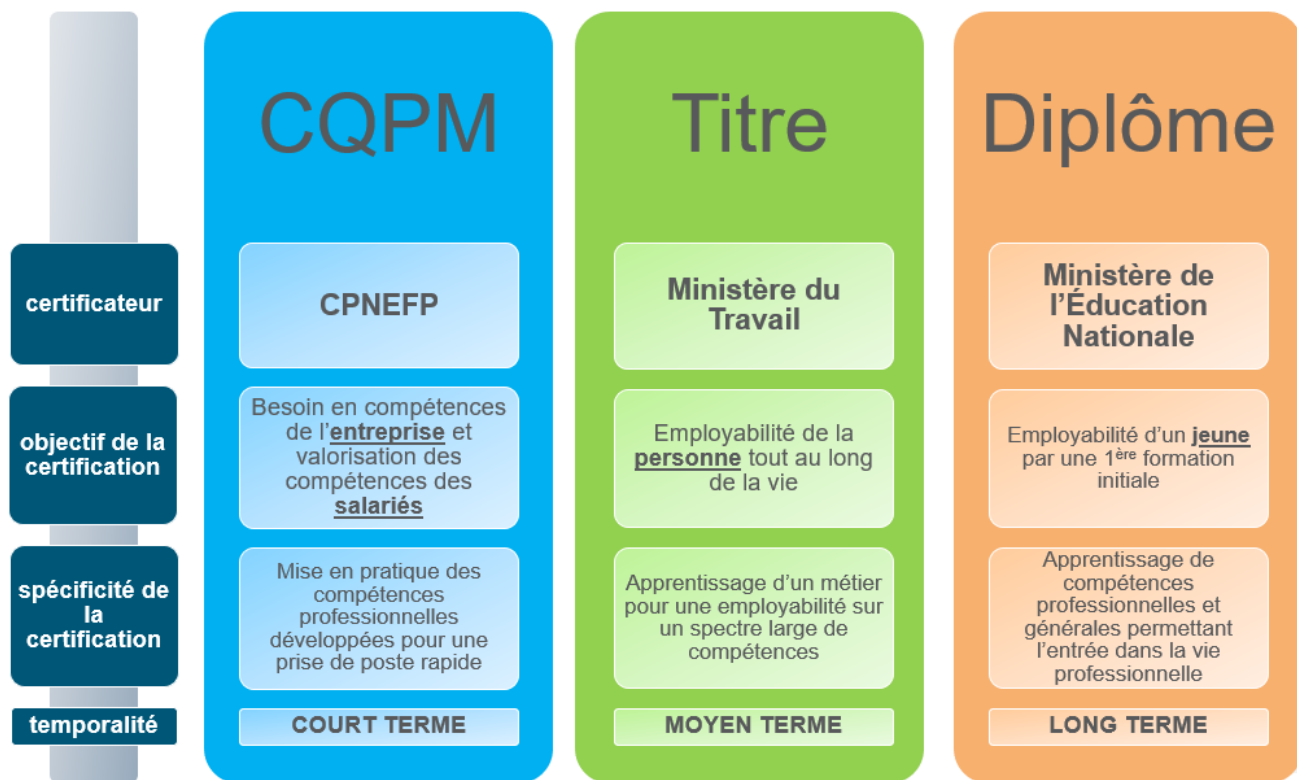 CQPM
Titre
Diplôme
certificateur
CPNEFP
Ministère du
Travail
Ministère de
l’Éducation
Nationale
objectif de la
certification
Besoin en compétences
de l’entreprise et
valorisation des
compétences des
salariés
Employabilité de la
personne tout au long
de la vie
Employabilité d’un jeune
par une 1ère formation
initiale
spécificité de
la
certification
Mise en pratique des
compétences
professionnelles
développées pour une
prise de poste rapide
Apprentissage d’un métier
pour une employabilité sur
un spectre large de
compétences
Apprentissage de
compétences
professionnelles et
générales permettant
l’entrée dans la vie
professionnelle
temporalité
COURT TERME
MOYEN TERME
LONG TERME